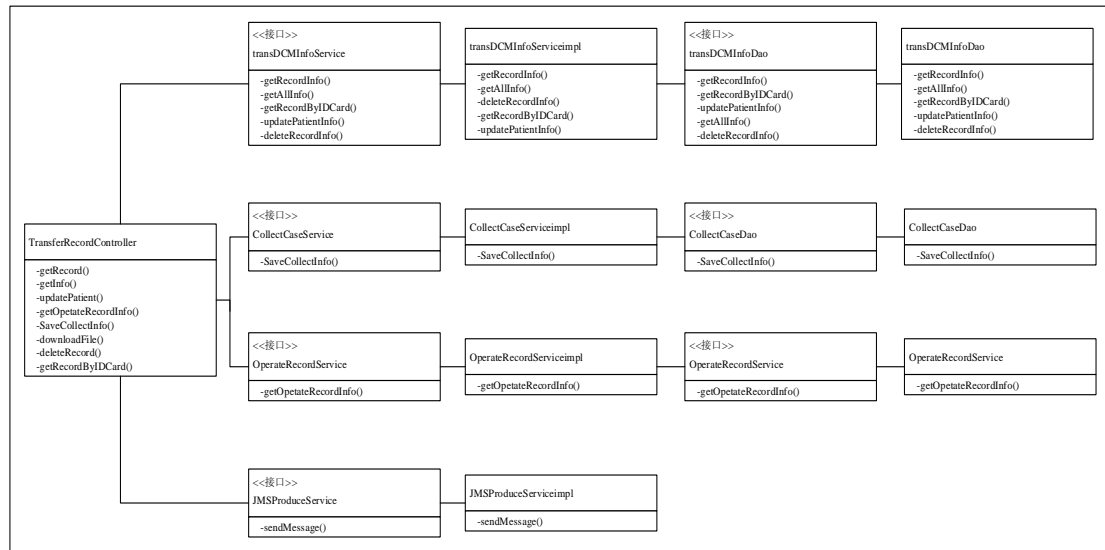 <<接口>>
transDCMInfoService
-getRecordInfo()
-getAllInfo()
-getRecordByIDCard()
-updatePatientInfo()
-deleteRecordInfo()
transDCMInfoServiceimpl
-getRecordInfo()
-getAllInfo()
-deleteRecordInfo()
-getRecordByIDCard()
-updatePatientInfo()
<<接口>>
transDCMInfoDao
-getRecordInfo()
-getRecordByIDCard()
-updatePatientInfo()
-getAllInfo()
-deleteRecordInfo()
transDCMInfoDao
-getRecordInfo()
-getAllInfo()
-getRecordByIDCard()
-updatePatientInfo()
-deleteRecordInfo()
TransferRecordController
-getRecord()
-getInfo()
-updatePatient()
-getOpetateRecordInfo()
-SaveCollectInfo()
-downloadFile()
-deleteRecord()
-getRecordByIDCard()
<<接口>>
CollectCaseService
-SaveCollectInfo()
CollectCaseServiceimpl
-SaveCollectInfo()
<<接口>>
CollectCaseDao
-SaveCollectInfo()
CollectCaseDao
-SaveCollectInfo()
<<接口>>
OperateRecordService
-getOpetateRecordInfo()
OperateRecordServiceimpl
-getOpetateRecordInfo()
<<接口>>
OperateRecordService
-getOpetateRecordInfo()
OperateRecordService
-getOpetateRecordInfo()
<<接口>>
JMSProduceService
-sendMessage()
JMSProduceServiceimpl
-sendMessage()